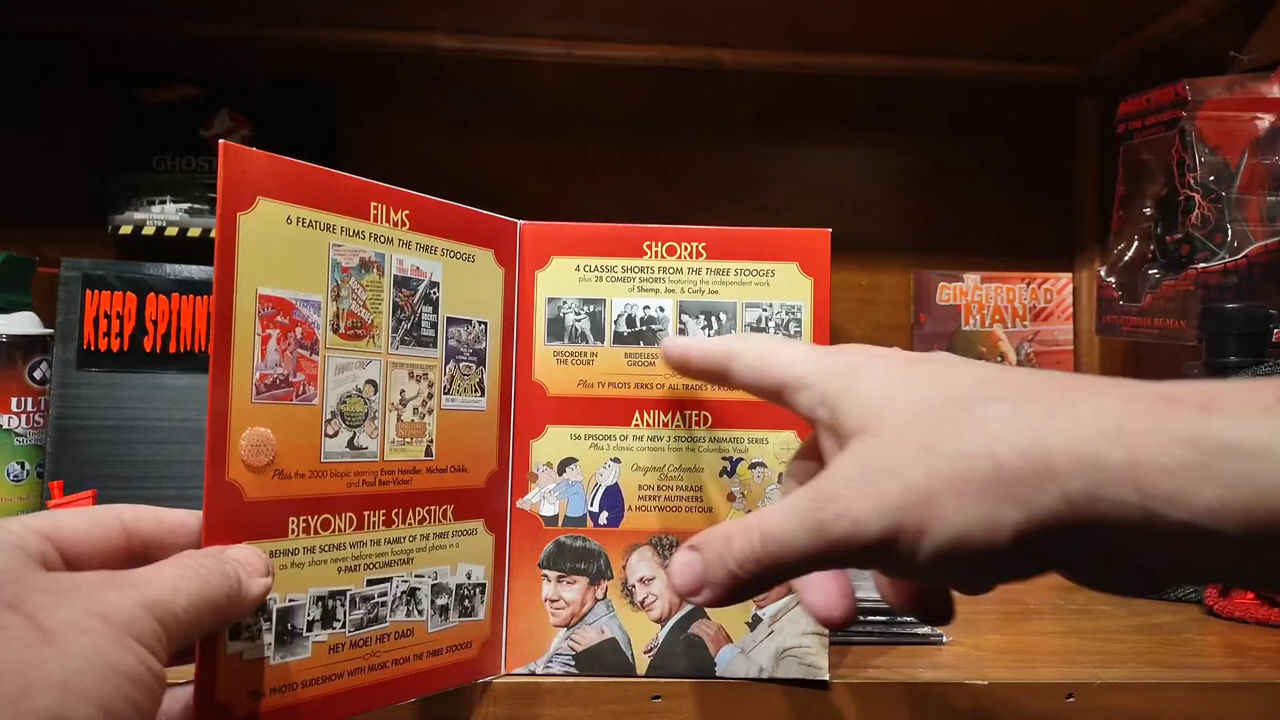 GHOST
GHOSTBUSTERS
ECTO-1
KEEP SPINN
ULT
DUS
FILMS
6 FEATURE FILMS FROM THE THREE STOOGES
Plus the 2000 biopic starring Evan Handler, Michael Chiklis,
and Paul Ben-Victor!
BEYOND THE SLAPSTICK
BEHIND THE SCENES WITH THE FAMILY OF THE THREE STOOGES
as they share never-before-seen footage and photos in a
9-PART DOCUMENTARY
HEY MOE! HEY DAD!
PHOTO SLIDESHOW WITH MUSIC FROM THE THREE STOOGES
SHORTS
4 CLASSIC SHORTS FROM THE THREE STOOGES
plus 28 COMEDY SHORTS featuring the independent work
of Shemp, Joe, & Curly Joe.
DISORDER IN
THE COURT
BRIDELESS
GROOM
Plus TV PILOTS JERKS OF ALL TRADES &
ANIMATED
156 EPISODES OF THE NEW 3 STOOGES ANIMATED SERIES
Plus 3 classic cartoons from the Columbia Vault
Original Columbia
Shorts
BON BON PARADE
MERRY MUTINEERS
A HOLLYWOOD DETOUR
GINGERDEAD
MAN